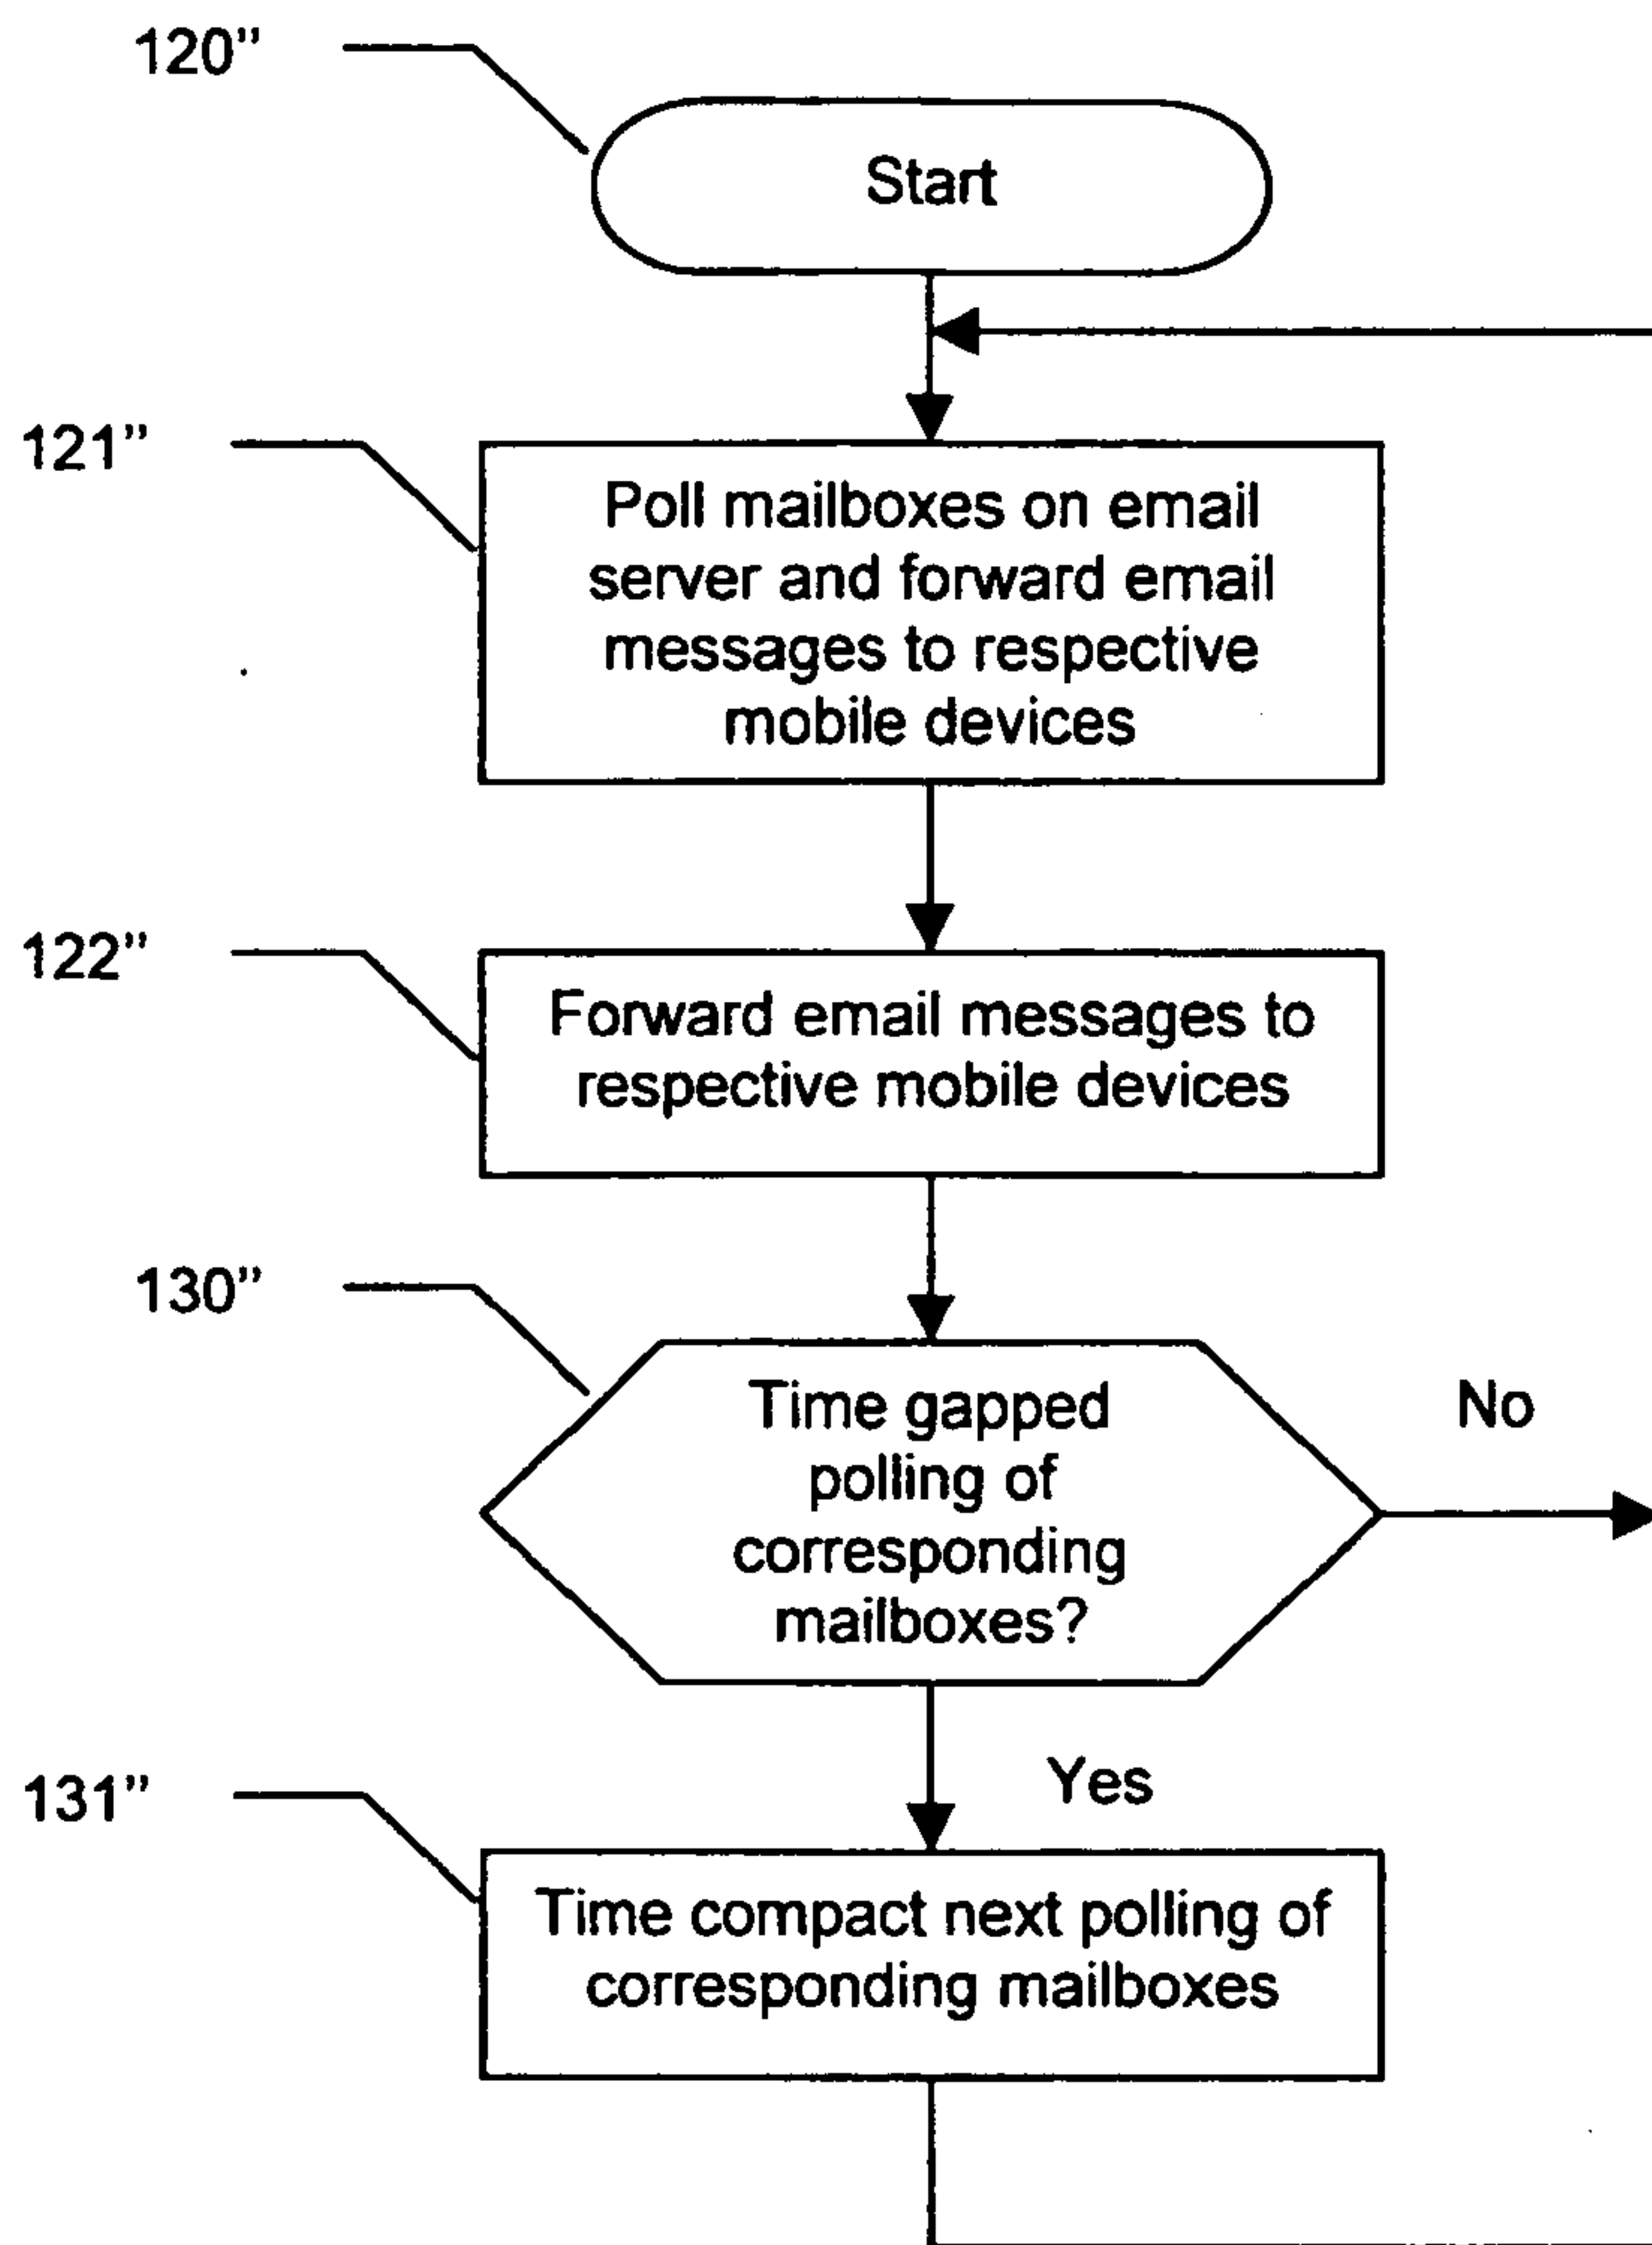 120”
Start
121”
Poll mailboxes on email
server and forward email
messages to respective
mobile devices
122”
Forward email messages to
respective mobile devices
130”
Time gapped
polling of
corresponding
mailboxes?
No
Yes
131”
Time compact next polling of
corresponding mailboxes